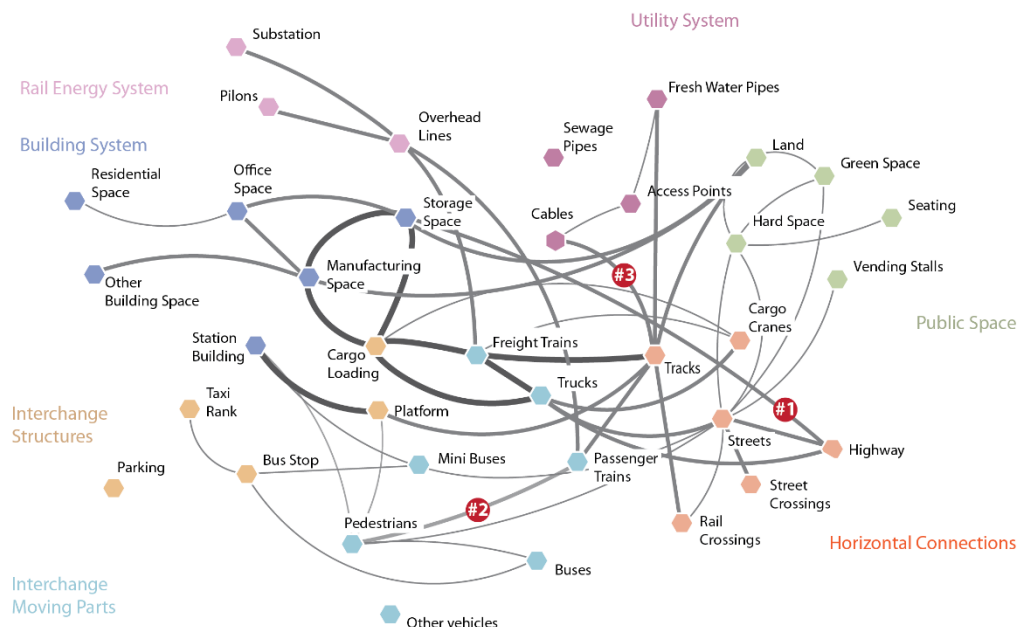 Utility System
Substation
Rail Energy System
Pilons
Fresh Water Pipes
Overhead
Lines
Sewage
Pipes
Land
Green Space
Building System
Residential
Space
Office
Space
Storage
Space
Access Points
Cables
Hard Space
Seating
Other
Building Space
Manufacturing
Space
#3
Vending Stalls
Cargo
Cranes
Public Space
Station
Building
Cargo
Loading
Freight Trains
Tracks
Trucks
Taxi
Rank
Platform
#1
Interchange
Structures
Streets
Highway
Parking
Bus Stop
Mini Buses
Passenger
Trains
Street
Crossings
#2
Pedestrians
Rail
Crossings
Horizontal Connections
Buses
Interchange
Moving Parts
Other vehicles